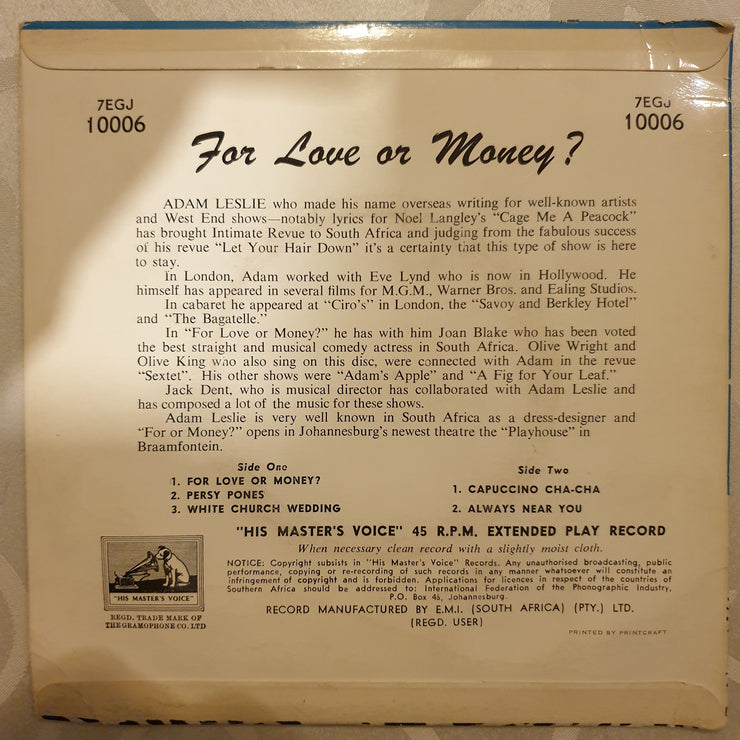 7EGJ
10006
7EGJ
10006
For Love or Money?
ADAM LESLIE who made his name overseas writing for well-known artists
and West End shows—notably lyrics for Noel Langley's "Cage Me A Peacock"
has brought Intimate Revue to South Africa and judging from the fabulous success
of his revue "Let Your Hair Down" it's a certainty that this type of show is here
to stay.
In London, Adam worked with Eve Lynd who is now in Hollywood. He
himself has appeared in several films for M.G.M., Warner Bros. and Ealing Studios.
In cabaret he appeared at "Ciro's" in London, the "Savoy and Berkley Hotel"
and "The Bagatelle."
In "For Love or Money?" he has with him Joan Blake who has been voted
the best straight and musical comedy actress in South Africa. Olive Wright and
Olive King who also sing on this disc, were connected with Adam in the revue
"Sextet". His other shows were "Adam's Apple" and "A Fig for Your Leaf."
Jack Dent, who is musical director has collaborated with Adam Leslie and
has composed a lot of the music for these shows.
Adam Leslie is very well known in South Africa as a dress-designer and
"For or Money?" opens in Johannesburg's newest theatre the "Playhouse" in
Braamfontein.
Side One
1. FOR LOVE OR MONEY?
2. PERSY PONES
3. WHITE CHURCH WEDDING
Side Two
1. CAPUCCINO CHA-CHA
2. ALWAYS NEAR YOU
"HIS MASTER'S VOICE" 45 R.P.M. EXTENDED PLAY RECORD
When necessary clean record with a slightly moist cloth.
NOTICE: Copyright subsists in "His Master's Voice" Records. Any unauthorised broadcasting, public
performance, copying or re-recording of such records in any manner whatsoever will constitute an
infringement of copyright and is forbidden. Applications for licences in respect of the countries of
Southern Africa should be addressed to: International Federation of the Phonographic Industry,
P.O. Box 46, Johannesburg.
RECORD MANUFACTURED BY E.M.I. (SOUTH AFRICA) (PTY.) LTD.
(REGD. USER)
PRINTED BY PRINTCRAFT
"HIS MASTER'S VOICE"
REGD. TRADE MARK OF
THE GRAMOPHONE CO. LTD